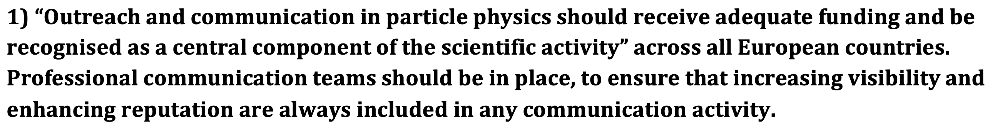 1) “Outreach and communication in particle physics should receive adequate funding and be
recognised as a central component of the scientific activity” across all European countries.
Professional communication teams should be in place, to ensure that increasing visibility and
enhancing reputation are always included in any communication activity.